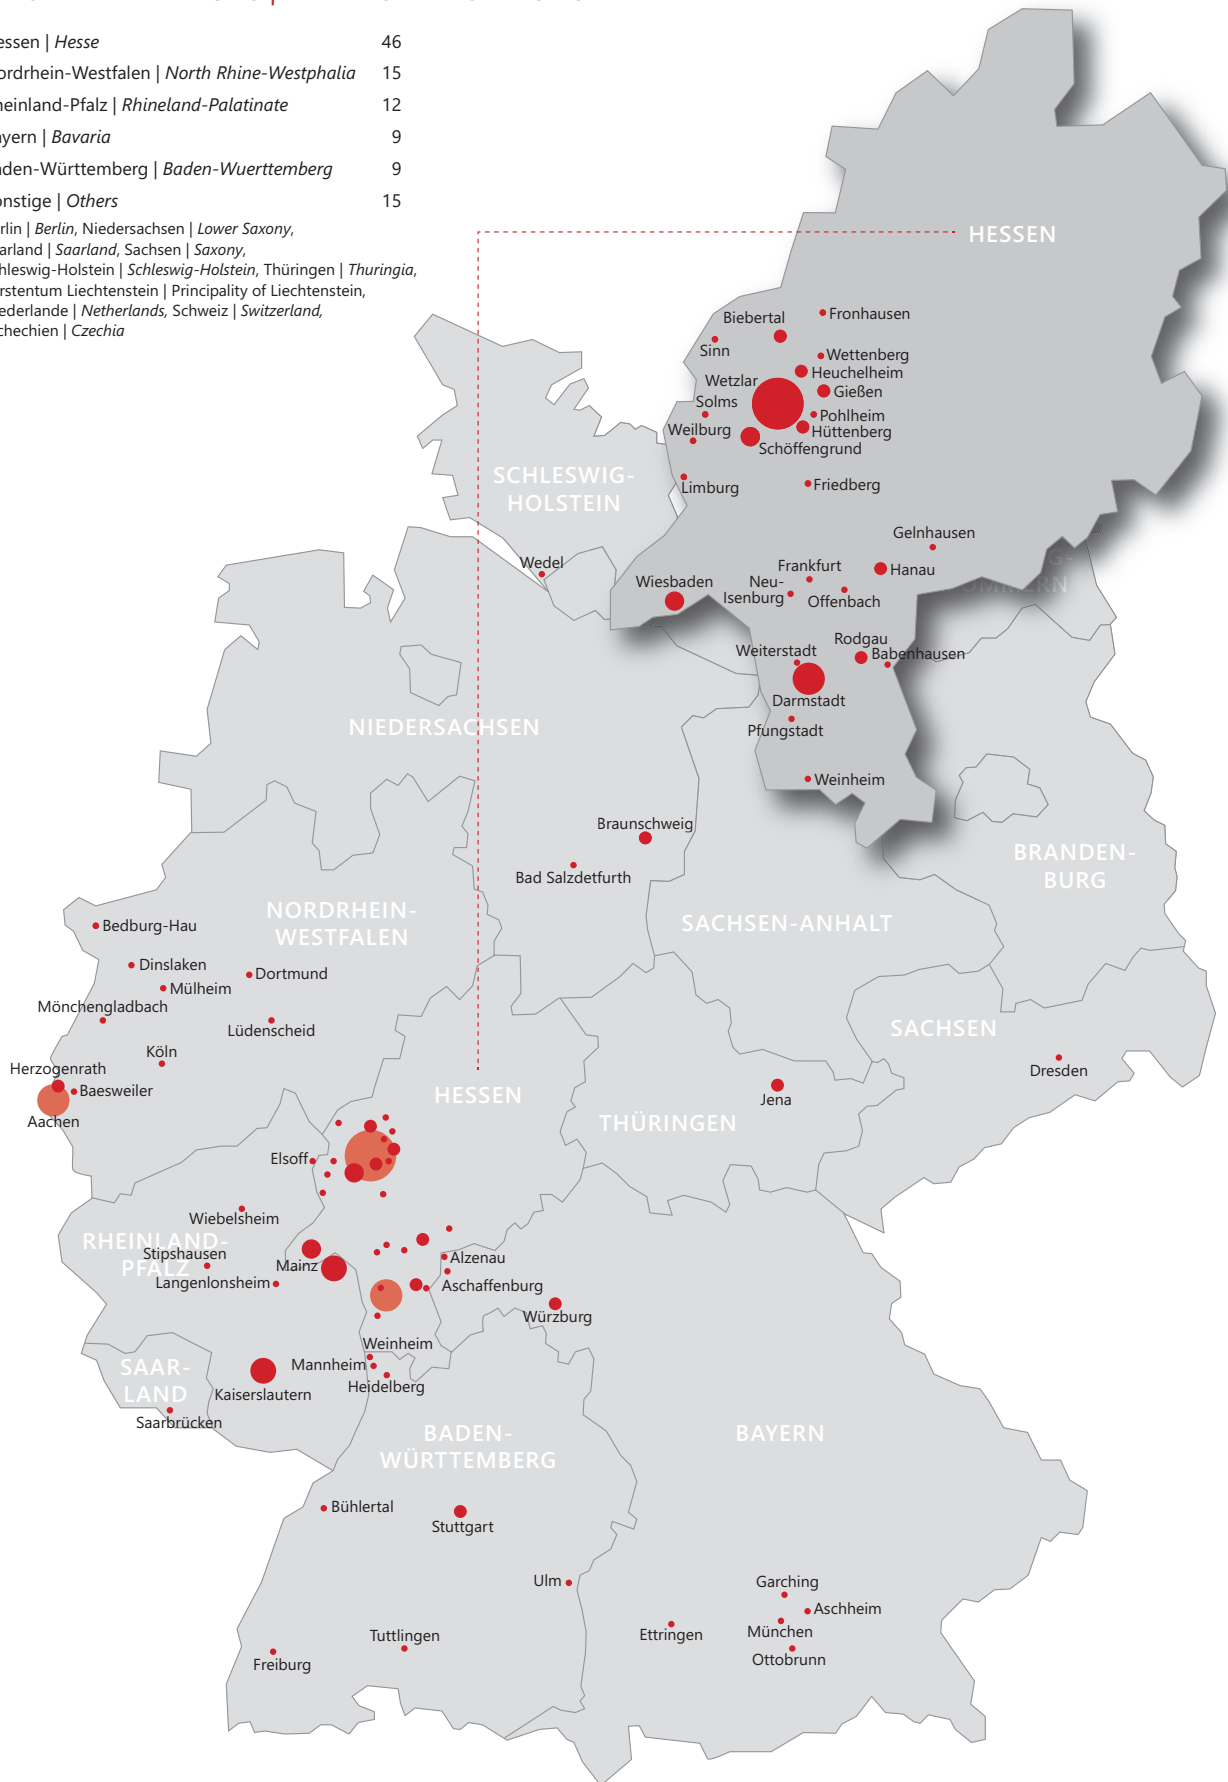 essen | Hesse 46
ordrhein-Westfalen | North Rhine-Westphalia 15
heinland-Pfalz | Rhineland-Palatinate 12
ayern | Bavaria 9
aden-Württemberg | Baden-Wuerttemberg 9
onstige | Others 15
rlin | Berlin, Niedersachsen | Lower Saxony,
arland | Saarland, Sachsen | Saxony,
hleswig-Holstein | Schleswig-Holstein, Thüringen | Thuringia,
rstentum Liechtenstein | Principality of Liechtenstein,
ederlande | Netherlands, Schweiz | Switzerland,
chechien | Czechia
HESSEN
Biebertal
Fronhausen
Sinn
Wettenberg
Heuchelheim
Wetzlar
Gießen
Solms
Pohlheim
Weilburg
Hüttenberg
Schöffengrund
Limburg
Friedberg
SCHLESWIG-
HOLSTEIN
Gelnhausen
Wedel
Frankfurt
Hanau
Wiesbaden
Neu-
Isenburg
Offenbach
G-
OMMERN
Rodgau
Weiterstadt
Babenhausen
Darmstadt
Pfungstadt
NIEDERSACHSEN
Weinheim
Braunschweig
Bad Salzdetfurth
BRANDEN-
BURG
NORDRHEIN-
WESTFALEN
SACHSEN-ANHALT
Bedburg-Hau
Dinslaken
Dortmund
Mülheim
Mönchengladbach
Lüdenscheid
SACHSEN
Köln
Herzogenrath
Dresden
Baesweiler
HESSEN
Jena
Aachen
THÜRINGEN
Elsoff
Wiebelsheim
RHEINLAND-
PFALZ
Stipshausen
Mainz
Alzenau
Langenlonsheim
Aschaffenburg
Würzburg
Weinheim
SAAR-
LAND
Mannheim
Heidelberg
Kaiserslautern
Saarbrücken
BADEN-
WÜRTTEMBERG
BAYERN
Bühlertal
Stuttgart
Ulm
Garching
Aschheim
Ettringen
München
Tuttlingen
Ottobrunn
Freiburg